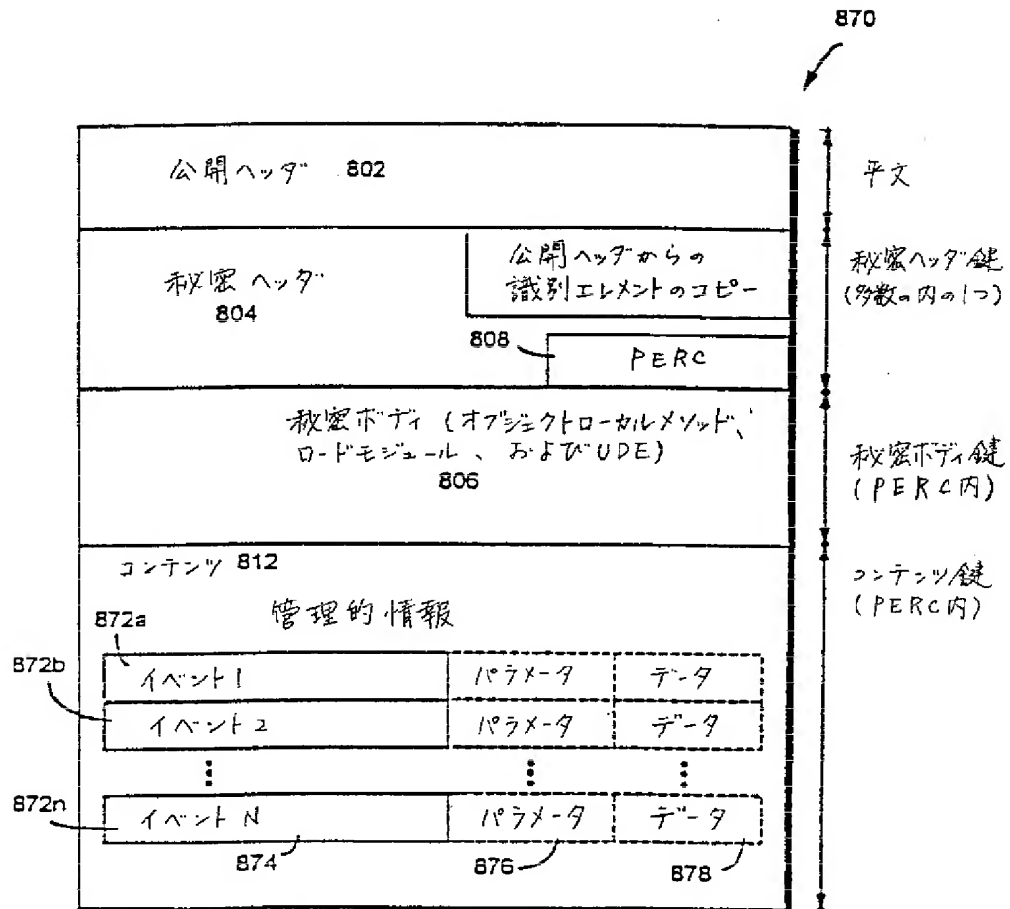 870
公開ヘッダ 802
平文
秘密ヘッダ
804
公開ヘッダからの
識別エレメントのコピー
808
PERC
秘密ヘッダ鍵
(多数の内の1つ)
秘密ボディ (オブジェクトローカルメソッド、
ロードモジュール、およびUDE)
806
秘密ボディ鍵
(PERC内)
コンテンツ 812
管理的情報
コンテンツ鍵
(PERC内)
872a
イベント1 パラメータ データ
872b
イベント2 パラメータ データ
872n
イベントN パラメータ データ
874 876 878